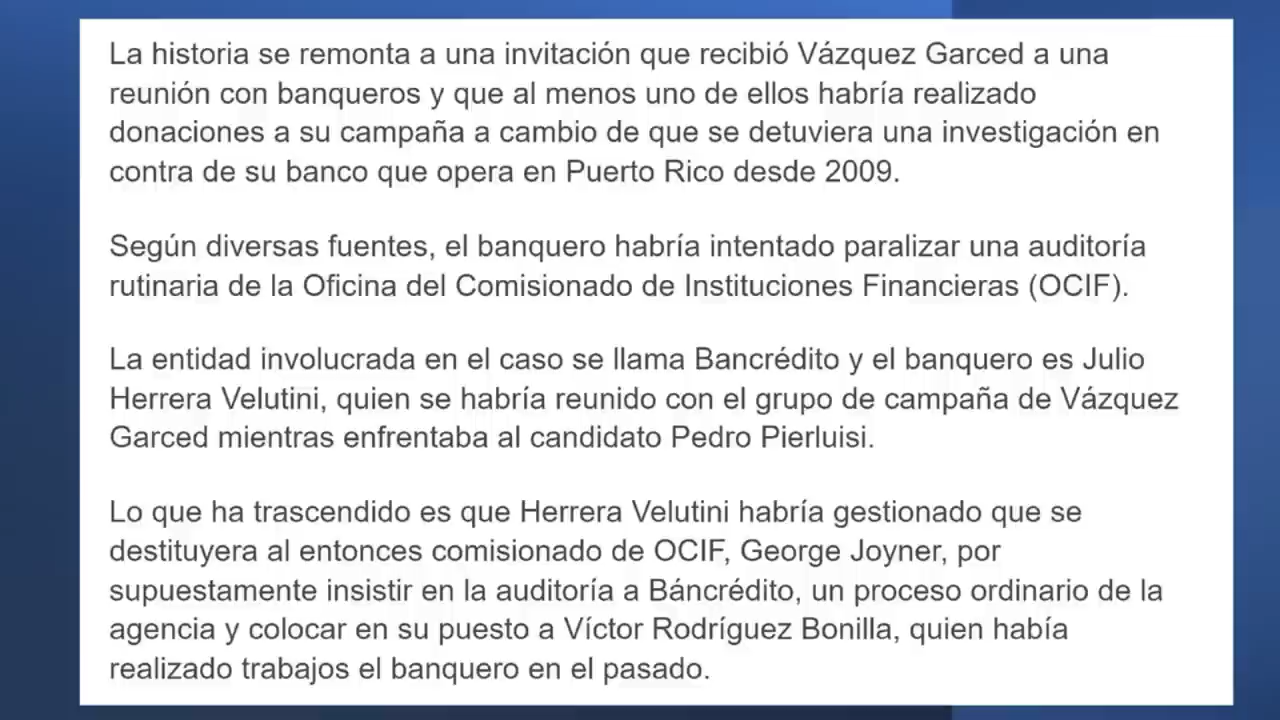 La historia se remonta a una invitación que recibió Vázquez Garced a una
reunión con banqueros y que al menos uno de ellos habría realizado
donaciones a su campaña a cambio de que se detuviera una investigación en
contra de su banco que opera en Puerto Rico desde 2009.
Según diversas fuentes, el banquero habría intentado paralizar una auditoría
rutinaria de la Oficina del Comisionado de Instituciones Financieras (OCIF).
La entidad involucrada en el caso se llama Bancrédito y el banquero es Julio
Herrera Velutini, quien se habría reunido con el grupo de campaña de Vázquez
Garced mientras enfrentaba al candidato Pedro Pierluisi.
Lo que ha trascendido es que Herrera Velutini habría gestionado que se
destituyera al entonces comisionado de OCIF, George Joyner, por
supuestamente insistir en la auditoría a Báncrédito, un proceso ordinario de la
agencia y colocar en su puesto a Víctor Rodríguez Bonilla, quien había
realizado trabajos el banquero en el pasado.